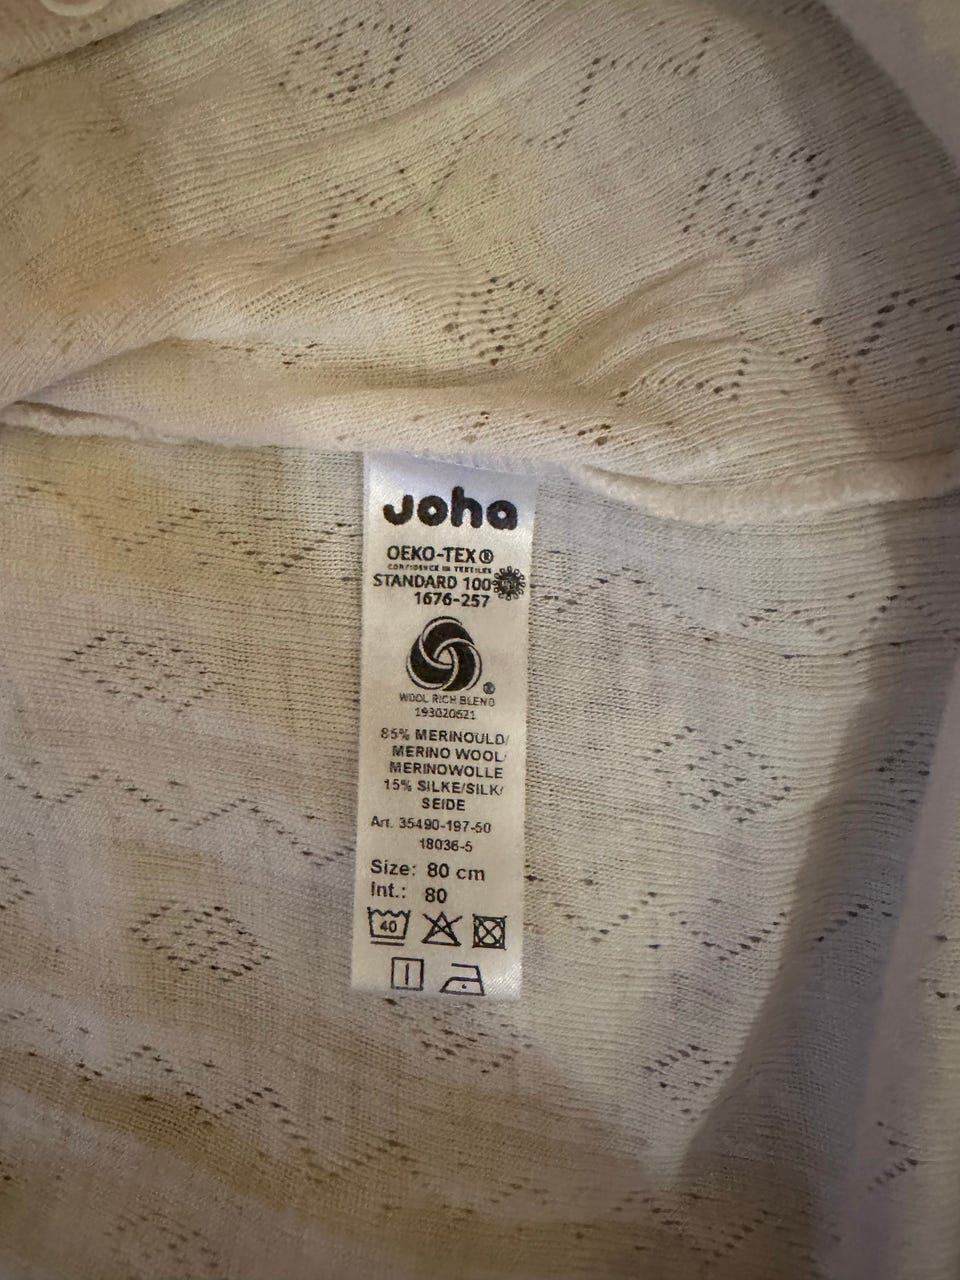 Joha
OEKO-TEX®
CONFIDENCE IN TEXTILES
STANDARD 100
1676-257
®
WOOL RICH BLEND
193020621
85% MERINOULD/
MERINO WOOL/
MERINOWOLLE
15% SILKE/SILK/
SEIDE
Art. 35490-197-50
18036-5
Size: 80 cm
Int.: 80
40